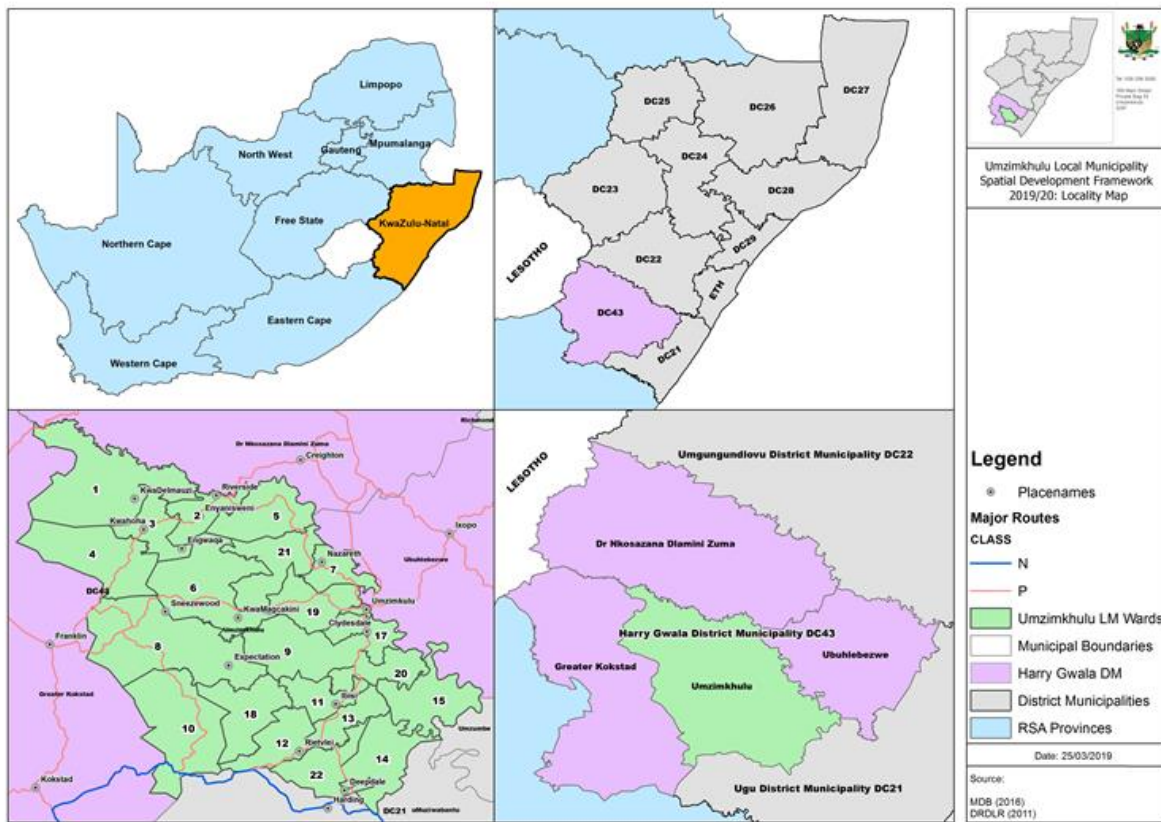 Limpopo
North West
Gauteng
Mpumalanga
Free State
KwaZulu-Natal
Northern Cape
Eastern Cape
Western Cape
DC25
DC26
DC27
DC24
DC23
DC28
DC29
LESOTHO
DC22
ETH
DC43
DC21
Umzimkhulu Local Municipality
Spatial Development Framework
2019/20: Locality Map
Dr Nkosazana Dlamini Zuma
Creighton
1
KwaDelmauzi
Riverside
2
Enyanisweni
5
Kwahoha
3
Ixopo
4
Engwaqa
21
Nazareth
7
Ubuhlebezwe
6
Sneezewood
KwaMagcakini
19
Umzimkulu
Clydesdale
17
Franklin
8
9
Expectation
20
Greater Kokstad
11
15
18
13
10
12
Rietvlei
14
22
Kokstad
Deepdale
Harding
DC21
LESOTHO
Umgungundlovu District Municipality DC22
Dr Nkosazana Dlamini Zuma
Harry Gwala District Municipality DC43
Greater Kokstad
Ubuhlebezwe
Umzimkhulu
Ugu District Municipality DC21
Legend
Placenames
Major Routes
CLASS
N
P
Umzimkhulu LM Wards
Municipal Boundaries
Harry Gwala DM
District Municipalities
RSA Provinces
Date: 25/03/2019
Source:
MDB (2016)
DRDLR (2011)